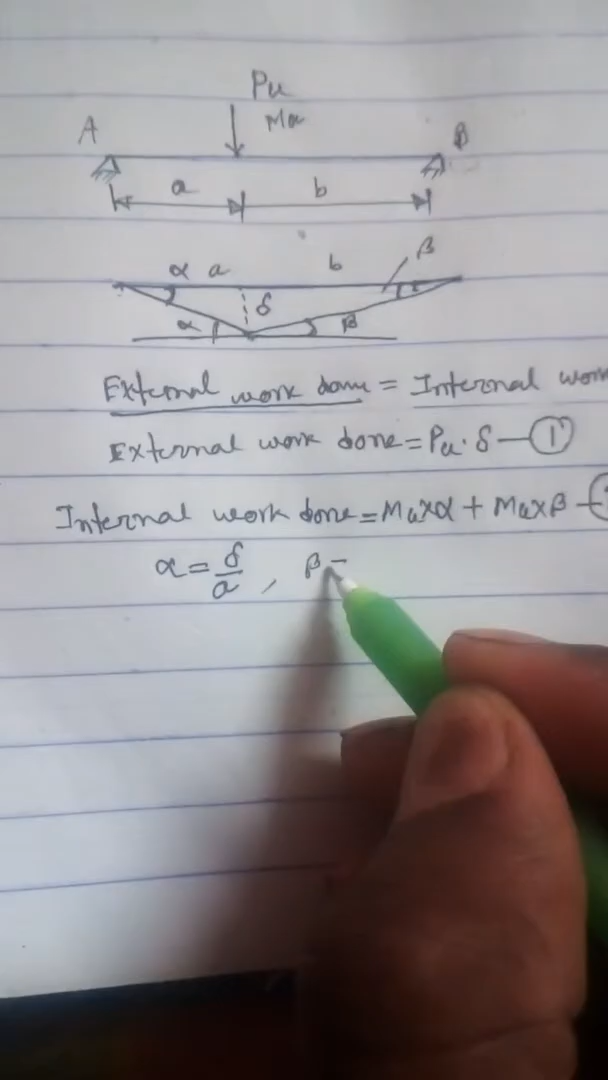 Pu
A Mu B
a b
α a b β
δ
α β
External work done = Internal work
External work done = Pu. δ — 1
Internal work done = Mu×α + Mu×β —
α = δ/a , β =